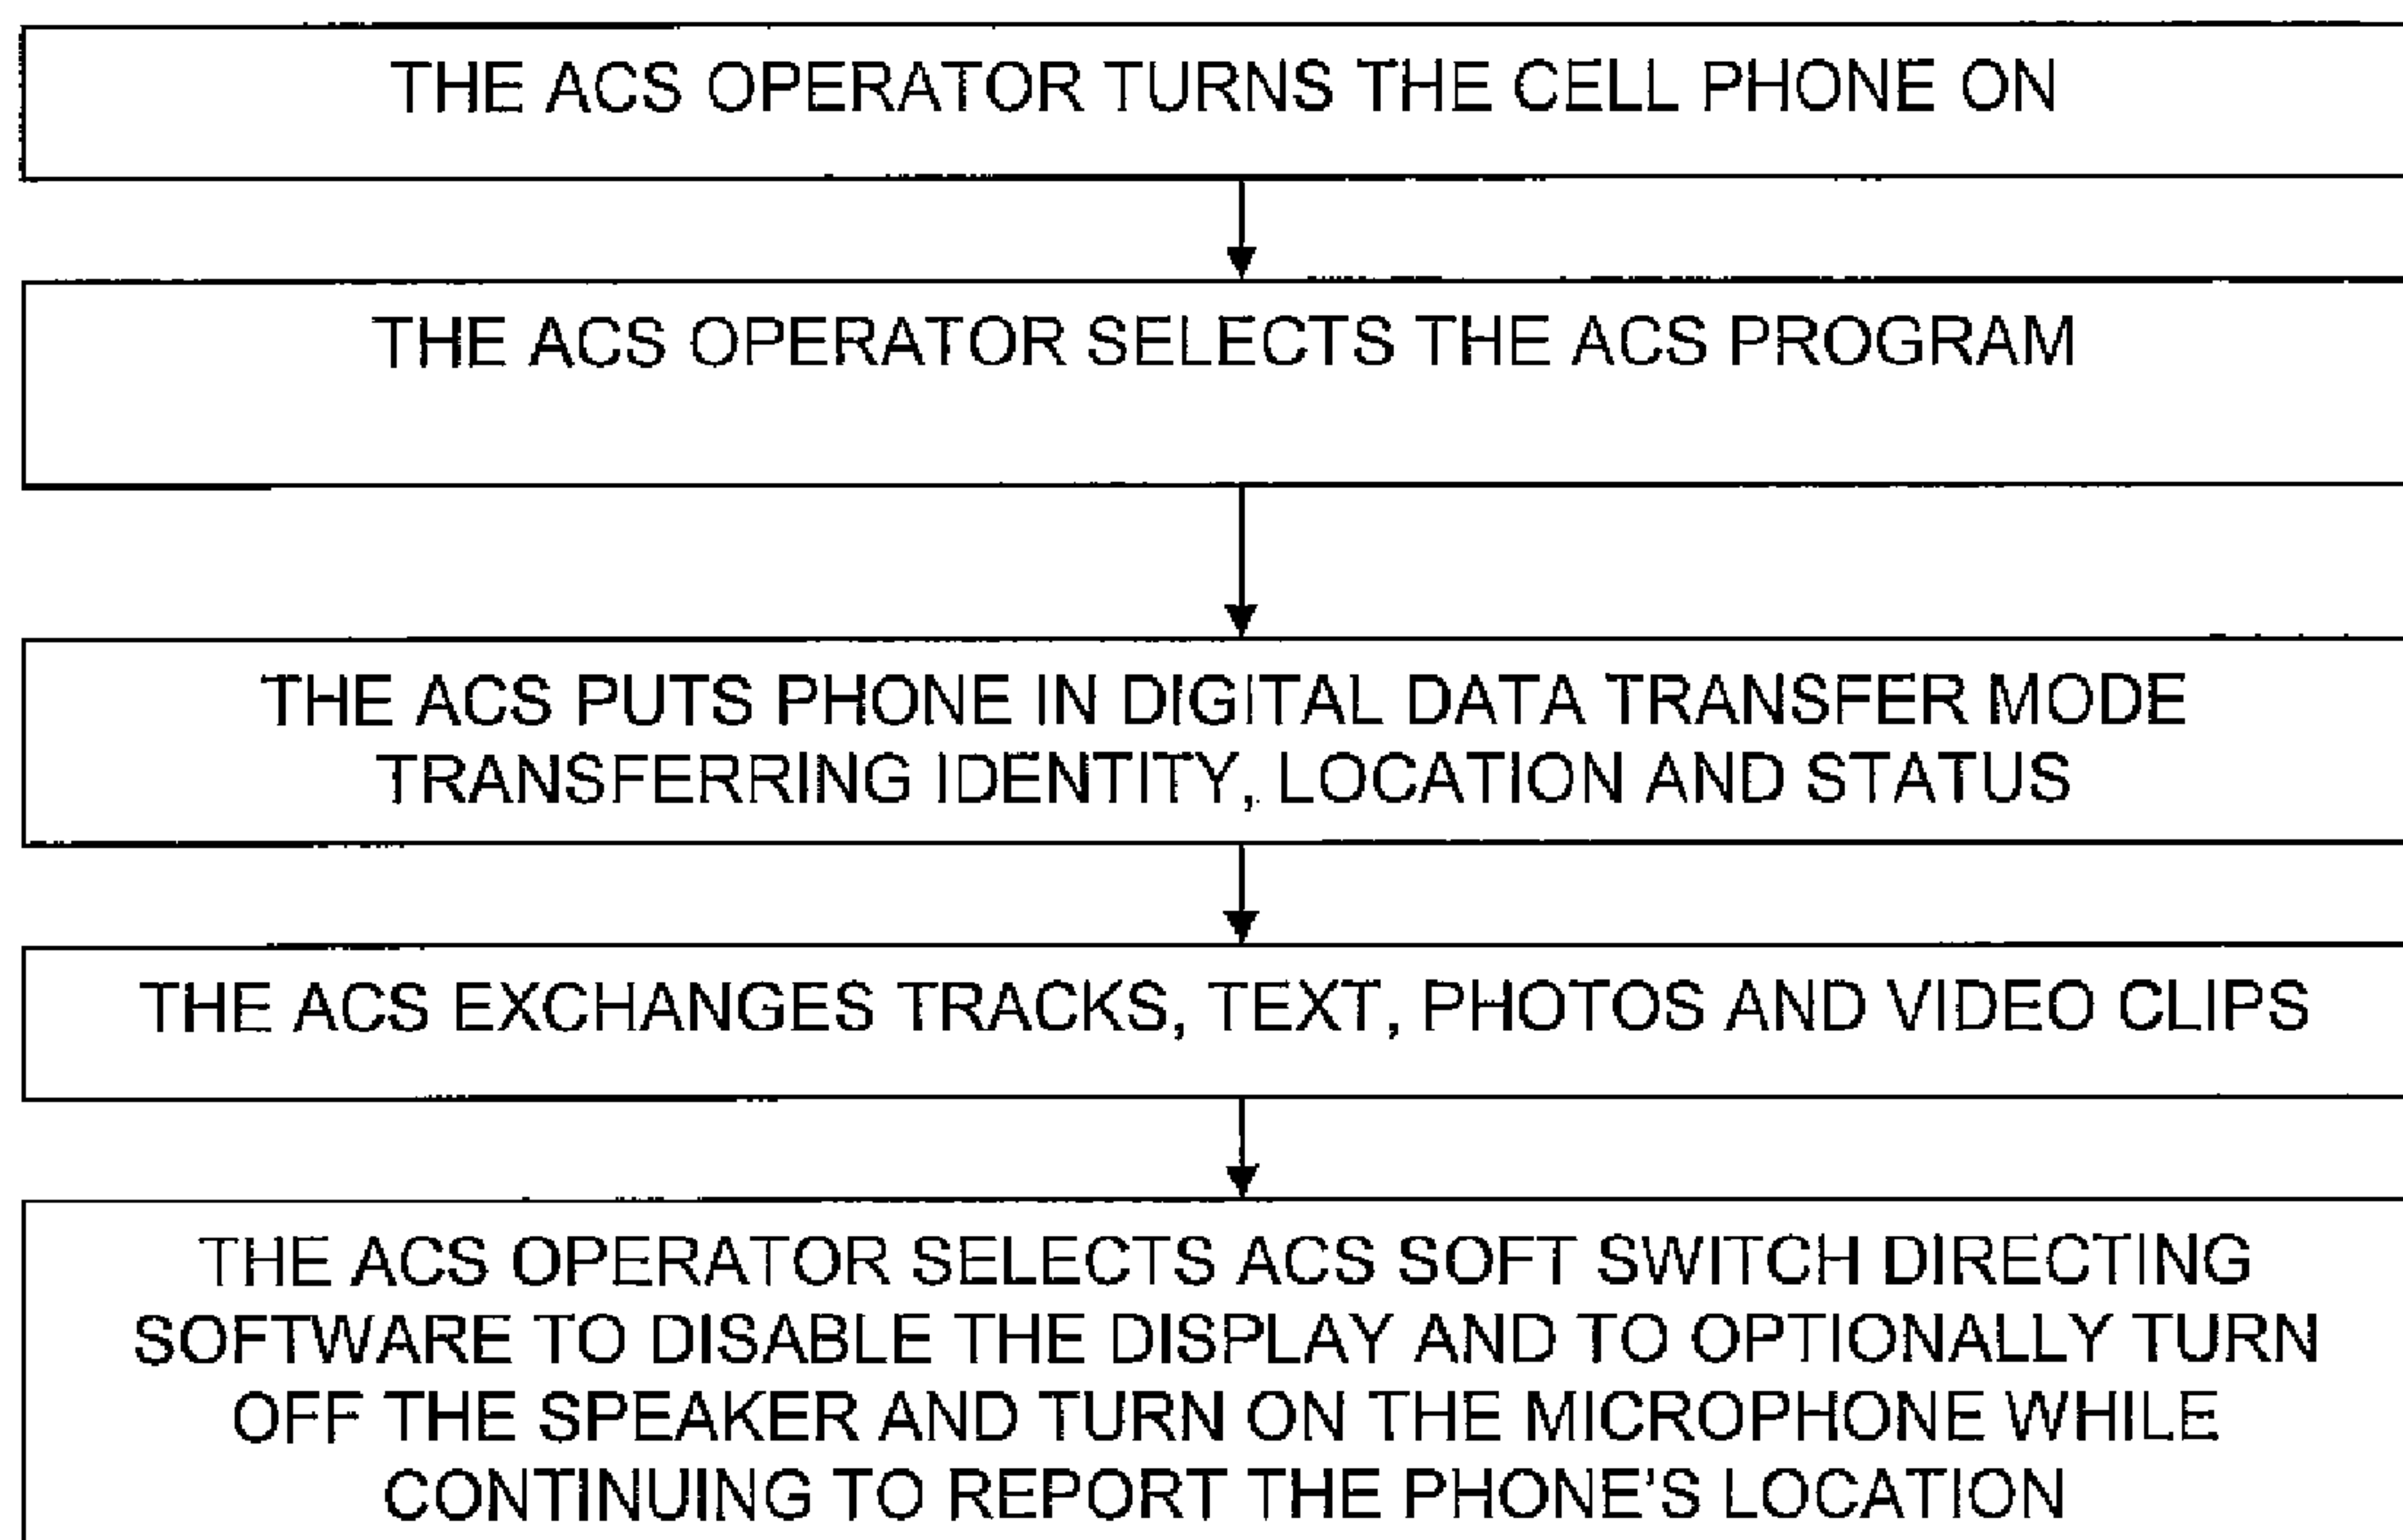 THE ACS OPERATOR TURNS THE CELL PHONE ON
THE ACS OPERATOR SELECTS THE ACS PROGRAM
THE ACS PUTS PHONE IN DIGITAL DATA TRANSFER MODE
TRANSFERRING IDENTITY, LOCATION AND STATUS
THE ACS EXCHANGES TRACKS, TEXT, PHOTOS AND VIDEO CLIPS
THE ACS OPERATOR SELECTS ACS SOFT SWITCH DIRECTING
SOFTWARE TO DISABLE THE DISPLAY AND TO OPTIONALLY TURN
OFF THE SPEAKER AND TURN ON THE MICROPHONE WHILE
CONTINUING TO REPORT THE PHONE'S LOCATION